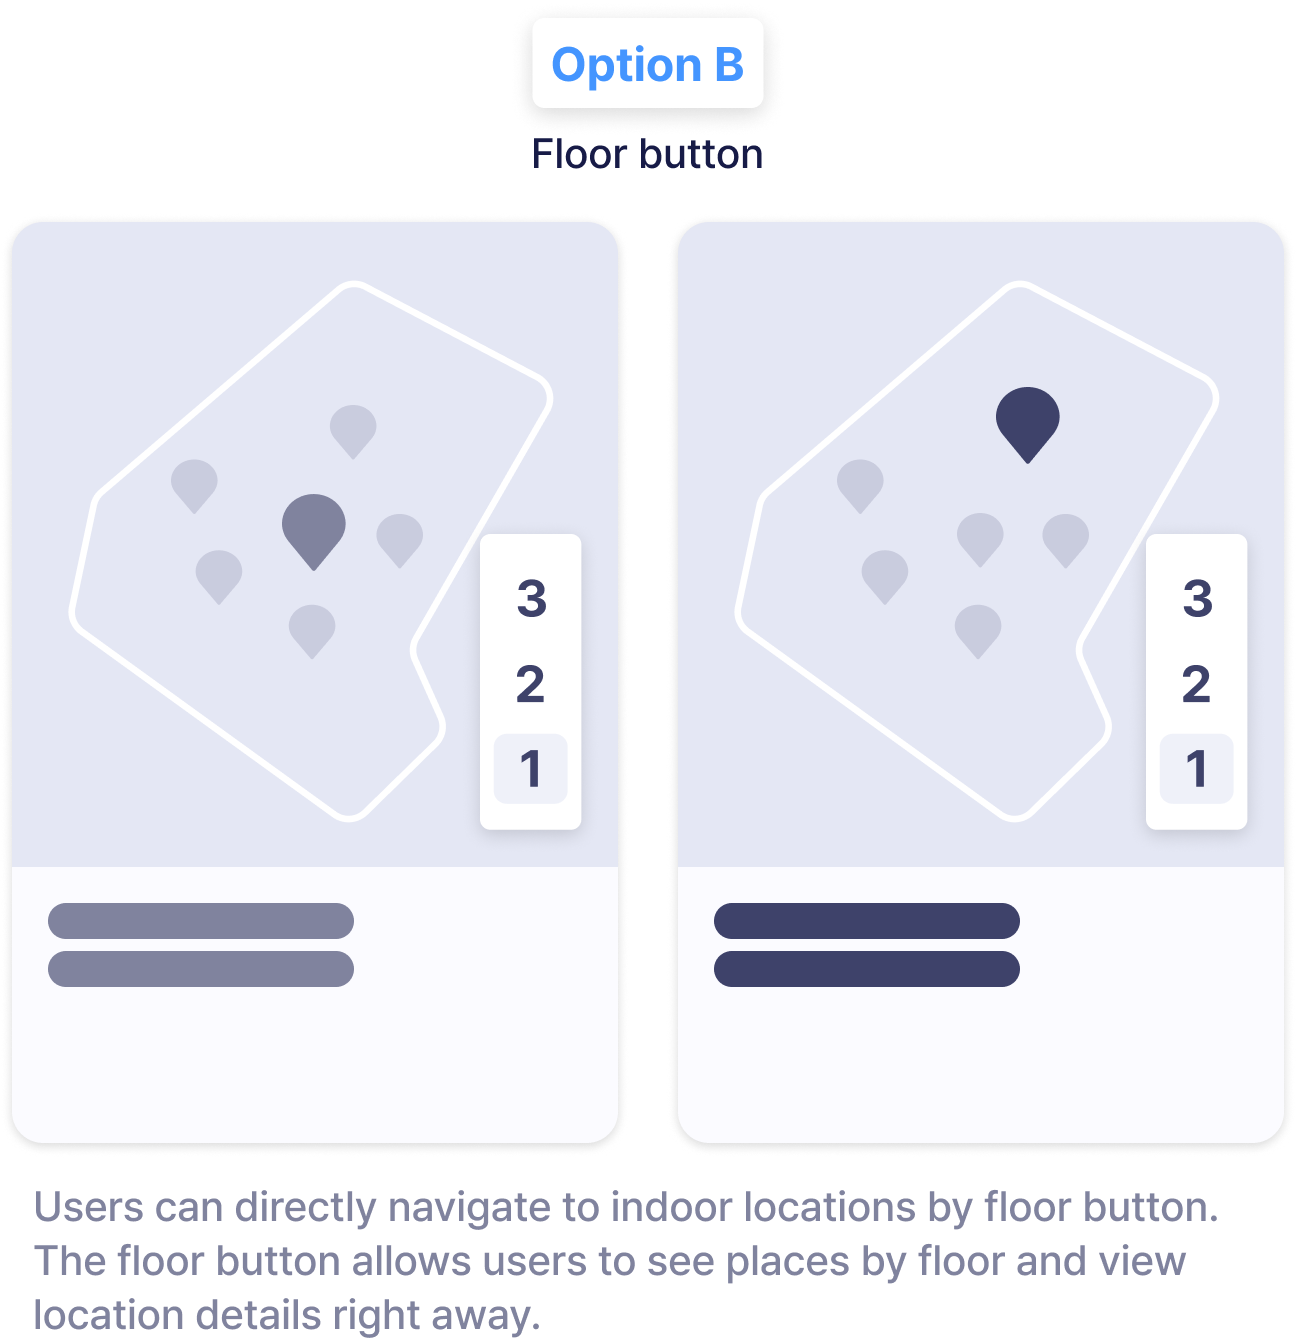 Option B
Floor button
3
2
1
3
2
1
Users can directly navigate to indoor locations by floor button.
The floor button allows users to see places by floor and view
location details right away.